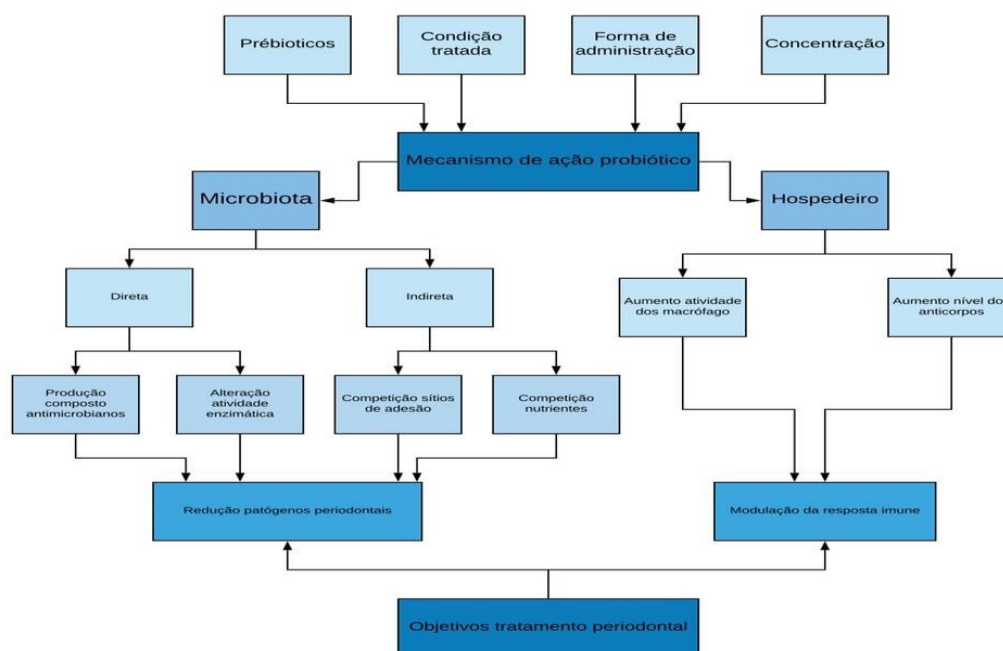 Prébioticos
Condição
tratada
Forma de
administração
Concentração
Mecanismo de ação probiótico
Microbiota
Hospedeiro
Direta
Indireta
Aumento atividade
dos macrófago
Aumento nível do
anticorpos
Produção
composto
antimicrobianos
Alteração
atividade
enzimática
Competição sítios
de adesão
Competição
nutrientes
Redução patógenos periodontais
Modulação da resposta imune
Objetivos tratamento periodontal